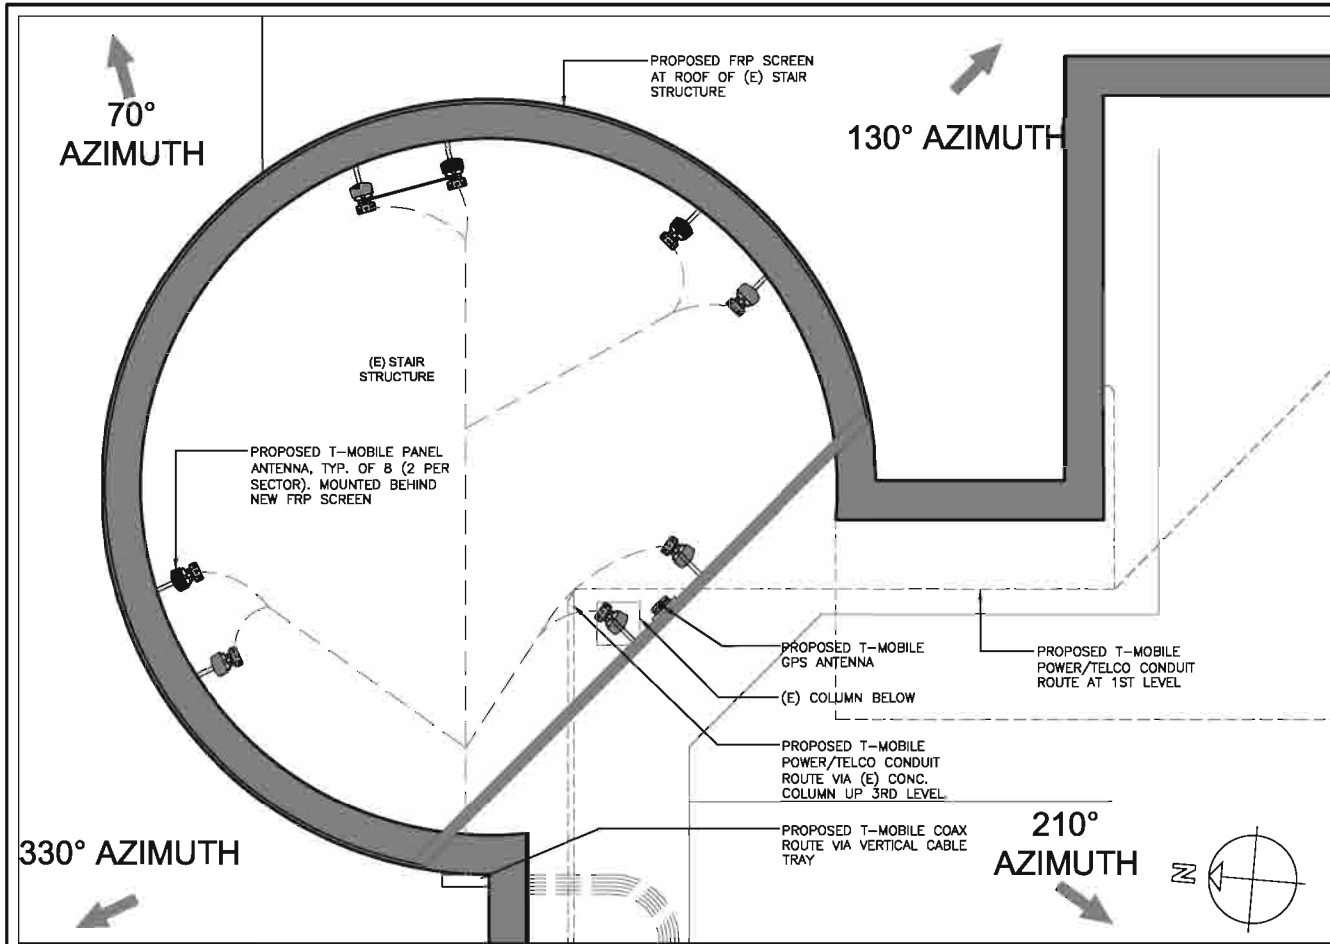 PROPOSED FRP SCREEN
AT ROOF OF (E) STAIR
STRUCTURE
70°
AZIMUTH
130° AZIMUTH
(E) STAIR
STRUCTURE
PROPOSED T-MOBILE PANEL
ANTENNA, TYP. OF 8 (2 PER
SECTOR). MOUNTED BEHIND
NEW FRP SCREEN
PROPOSED T-MOBILE
GPS ANTENNA
PROPOSED T-MOBILE
POWER/TELCO CONDUIT
ROUTE AT 1ST LEVEL
(E) COLUMN BELOW
PROPOSED T-MOBILE
POWER/TELCO CONDUIT
ROUTE VIA (E) CONC.
COLUMN UP 3RD LEVEL
PROPOSED T-MOBILE COAX
ROUTE VIA VERTICAL CABLE
TRAY
330° AZIMUTH
210°
AZIMUTH
N